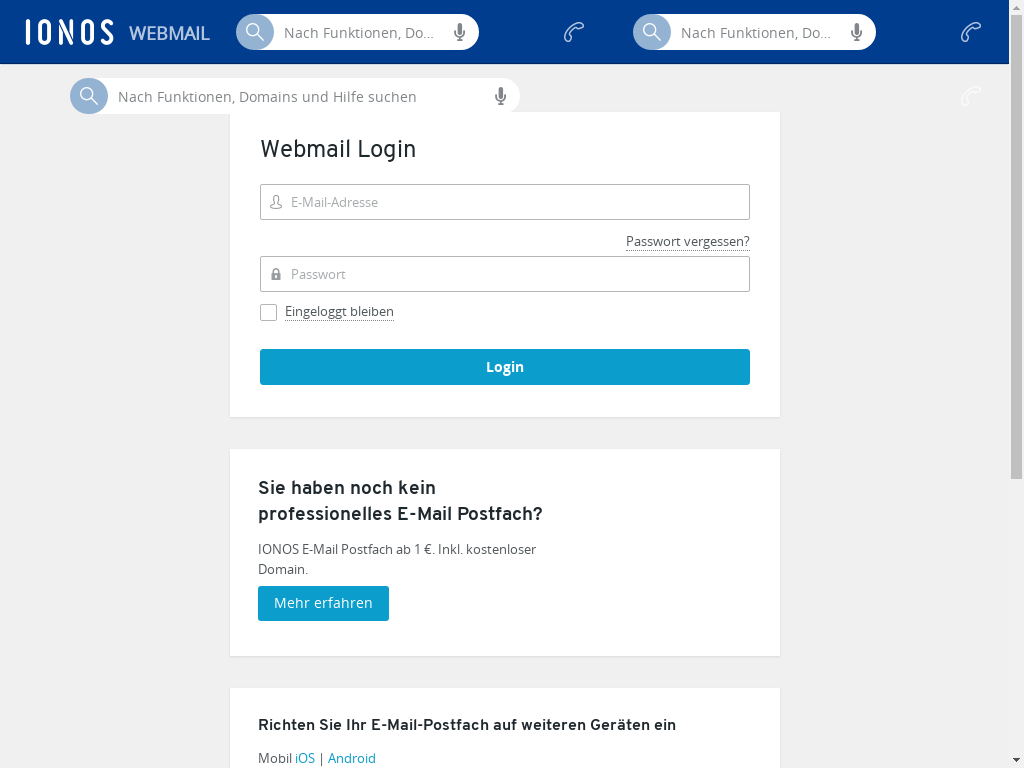 IONOS WEBMAIL
Nach Funktionen, Do...
Nach Funktionen, Do...
Nach Funktionen, Domains und Hilfe suchen
Webmail Login
E-Mail-Adresse
Passwort vergessen?
Passwort
Eingeloggt bleiben
Login
Sie haben noch kein
professionelles E-Mail Postfach?
IONOS E-Mail Postfach ab 1 €. Inkl. kostenloser
Domain.
Mehr erfahren
Richten Sie Ihr E-Mail-Postfach auf weiteren Geräten ein
Mobil iOS | Android